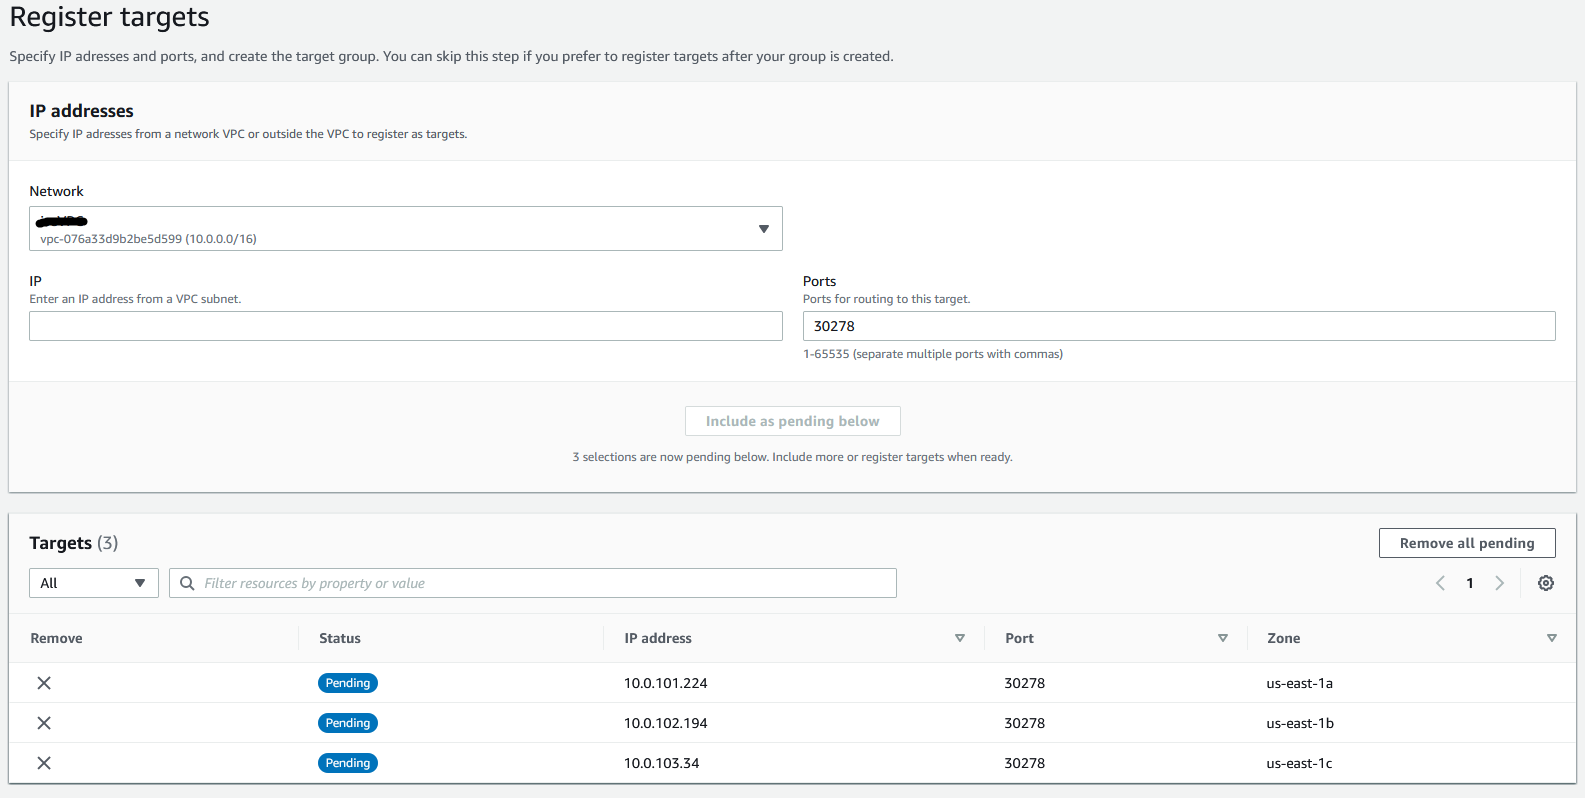 Register targets
Specify IP adresses and ports, and create the target group. You can skip this step if you prefer to register targets after your group is created.
IP addresses
Specify IP adresses from a network VPC or outside the VPC to register as targets.
Network
vpc-076a33d9b2be5d599 (10.0.0.0/16)
IP
Ports
Enter an IP address from a VPC subnet.
Ports for routing to this target.
30278
1-65535 (separate multiple ports with commas)
Include as pending below
3 selections are now pending below. Include more or register targets when ready.
Targets (3)
Remove all pending
All
Filter resources by property or value
1
Remove Status IP address Port Zone
Pending 10.0.101.224 30278 us-east-1a
Pending 10.0.102.194 30278 us-east-1b
Pending 10.0.103.34 30278 us-east-1c